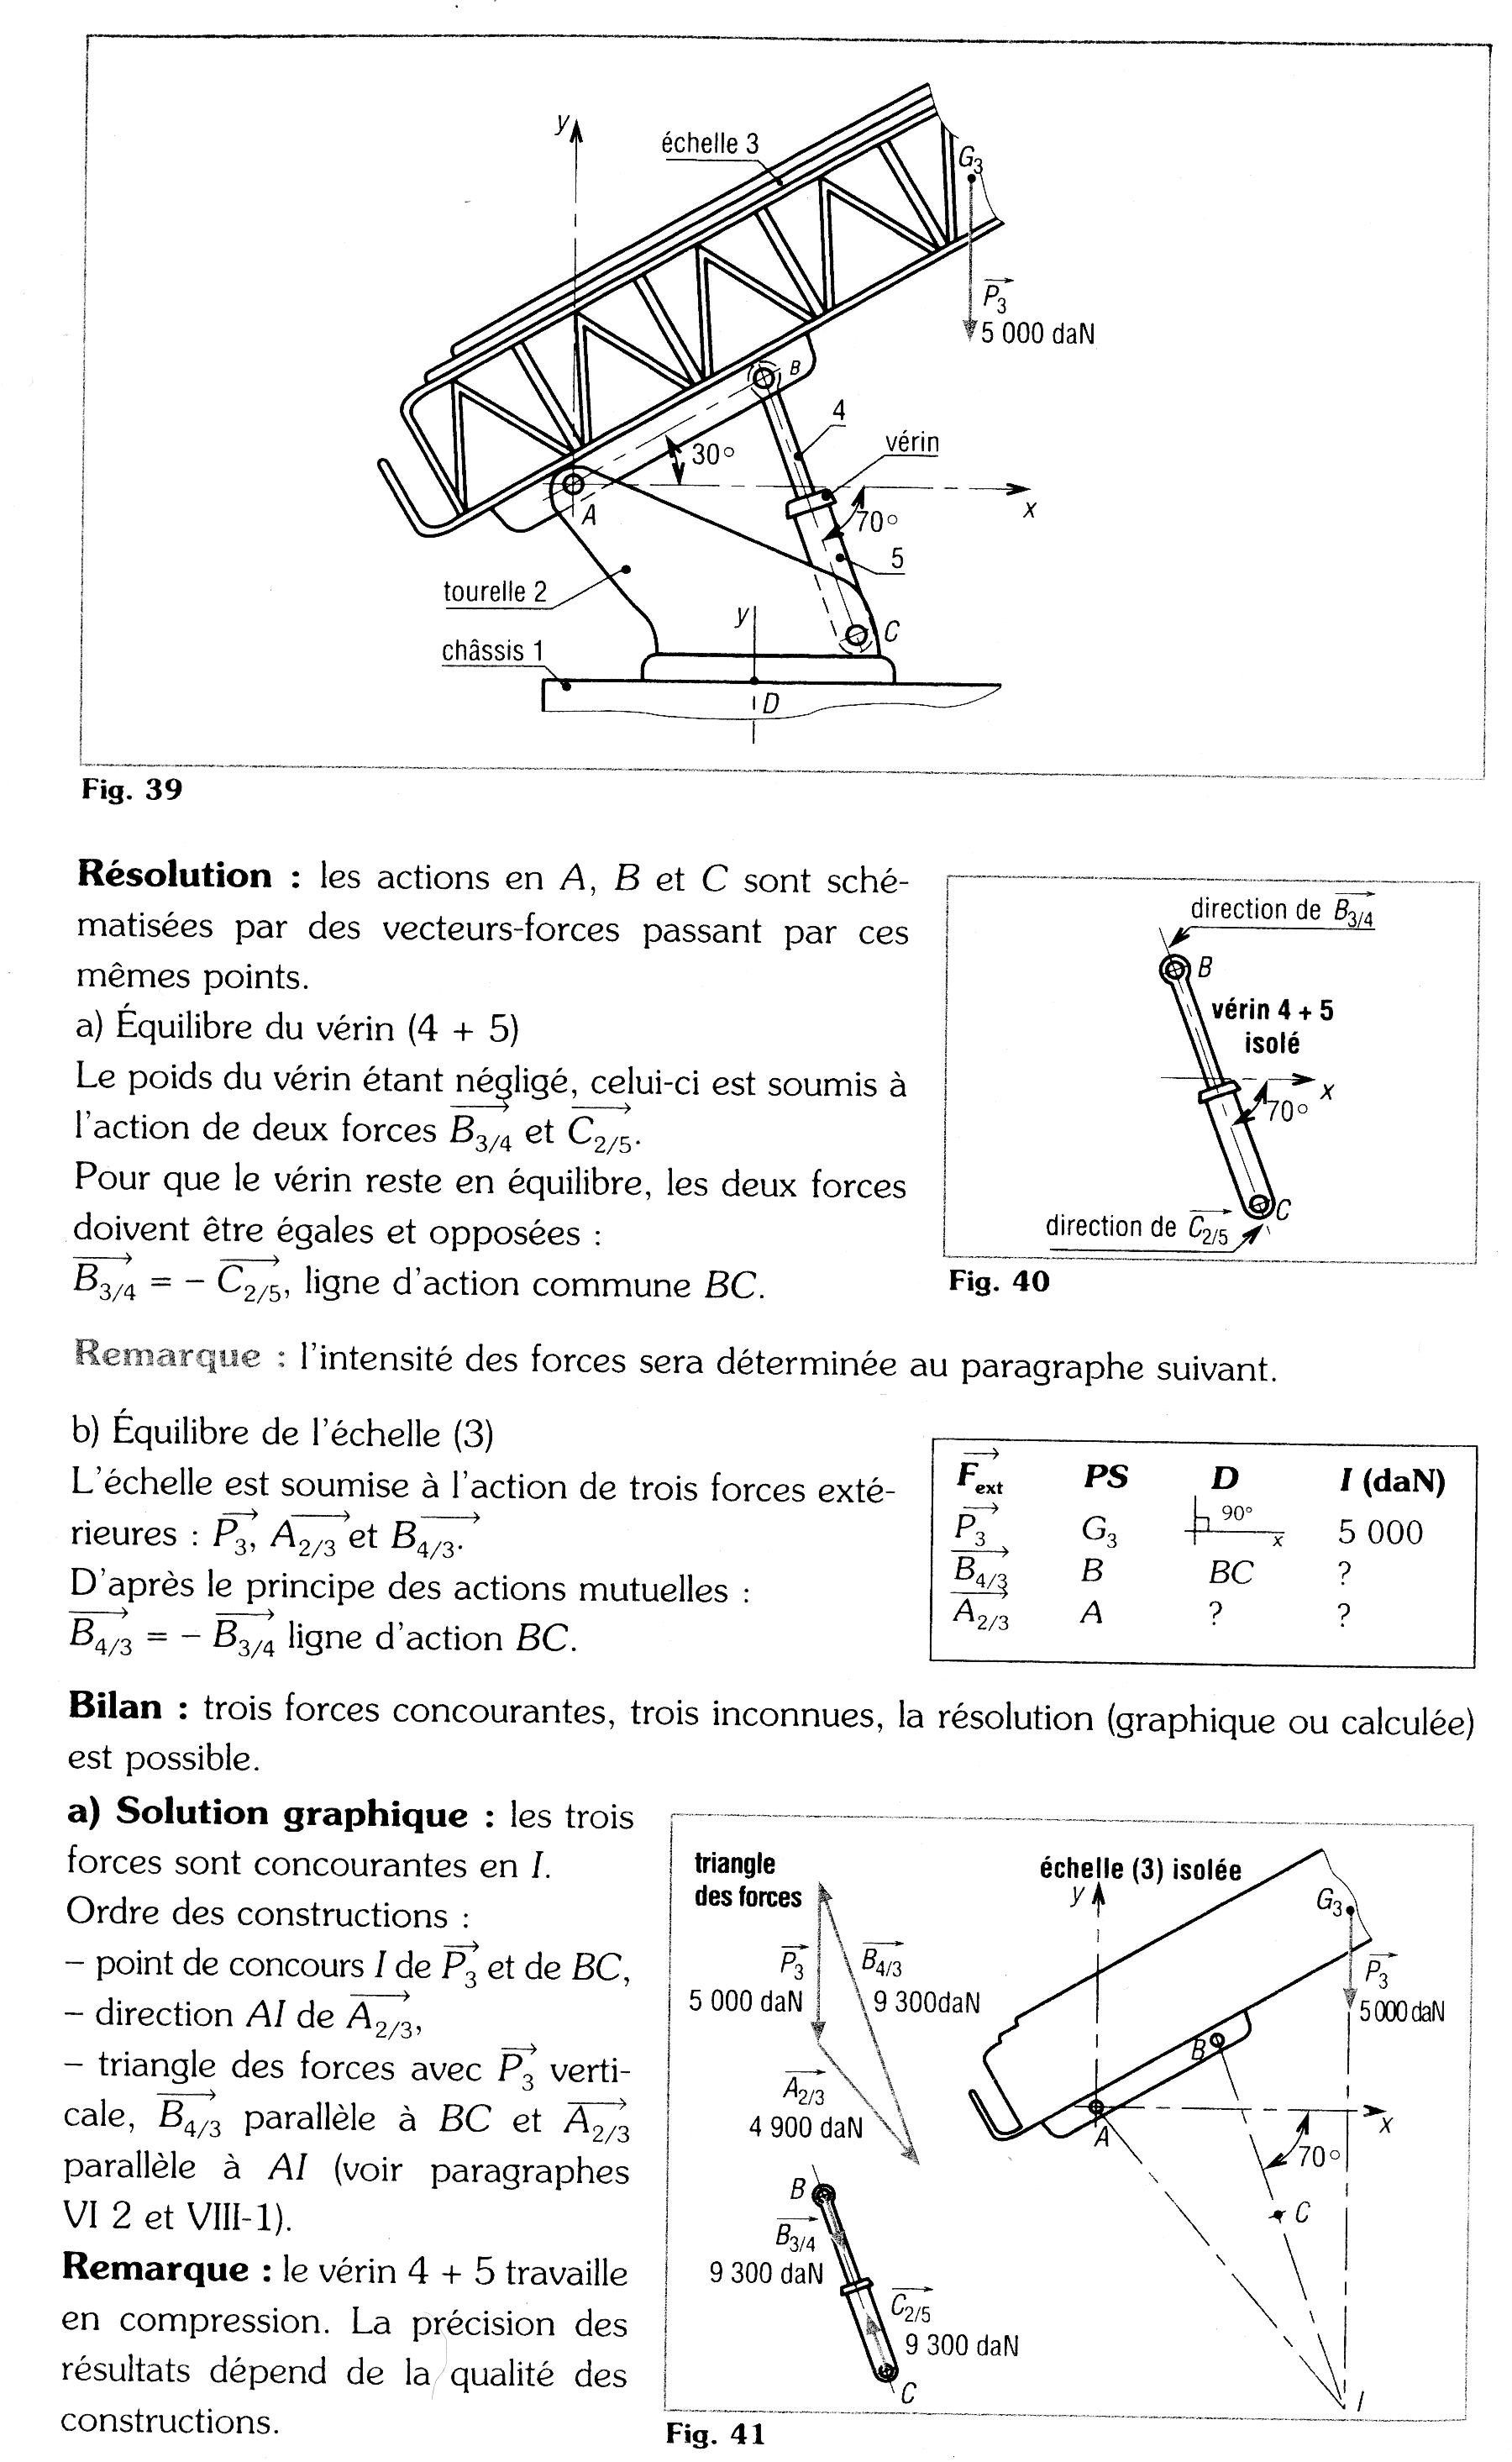 y
échelle 3
G3
P3
5 000 daN
B
4
vérin
30°
A
x
70°
5
tourelle 2
y
C
châssis 1
D
Fig. 39
Résolution : les actions en A, B et C sont sché-
matisées par des vecteurs-forces passant par ces
mêmes points.
a) Équilibre du vérin (4 + 5)
Le poids du vérin étant négligé, celui-ci est soumis à
l'action de deux forces B3/4 et C2/5.
Pour que le vérin reste en équilibre, les deux forces
doivent être égales et opposées :
B3/4 = – C2/5, ligne d'action commune BC.
direction de B3/4
B
vérin 4 + 5
isolé
x
70°
C
direction de C2/5
Fig. 40
Remarque : l'intensité des forces sera déterminée au paragraphe suivant.
b) Équilibre de l'échelle (3)
L'échelle est soumise à l'action de trois forces exté-
rieures : P3, A2/3 et B4/3.
D'après le principe des actions mutuelles :
B4/3 = – B3/4 ligne d'action BC.
Fext PS D I (daN)
P3 G3 90° x 5 000
B4/3 B BC ?
A2/3 A ? ?
Bilan : trois forces concourantes, trois inconnues, la résolution (graphique ou calculée)
est possible.
a) Solution graphique : les trois
forces sont concourantes en I.
Ordre des constructions :
– point de concours I de P3 et de BC,
– direction AI de A2/3,
– triangle des forces avec P3 verti-
cale, B4/3 parallèle à BC et A2/3
parallèle à AI (voir paragraphes
VI 2 et VIII-1).
Remarque : le vérin 4 + 5 travaille
en compression. La précision des
résultats dépend de la qualité des
constructions.
triangle
des forces
P3
5 000 daN
B4/3
9 300daN
A2/3
4 900 daN
B
B3/4
9 300 daN
C2/5
9 300 daN
C
échelle (3) isolée
y
G3
P3
5 000 daN
B
A
x
70°
C
I
Fig. 41